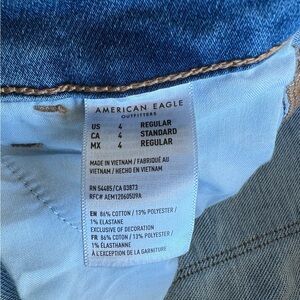 AMERICAN EAGLE
OUTFITTERS
US 4 REGULAR
CA 4 STANDARD
MX 4 REGULAR
MADE IN VIETNAM / FABRIQUÉ AU
VIETNAM / HECHO EN VIETNAM
RN 54485/CA 03873
RFC# AEM1206050J9A
EN 86% COTTON / 13% POLYESTER /
1% ELASTANE
EXCLUSIVE OF DECORATION
FR 86% COTON / 13% POLYESTER /
1% ÉLASTHANNE
À L'EXCEPTION DE LA GARNITURE